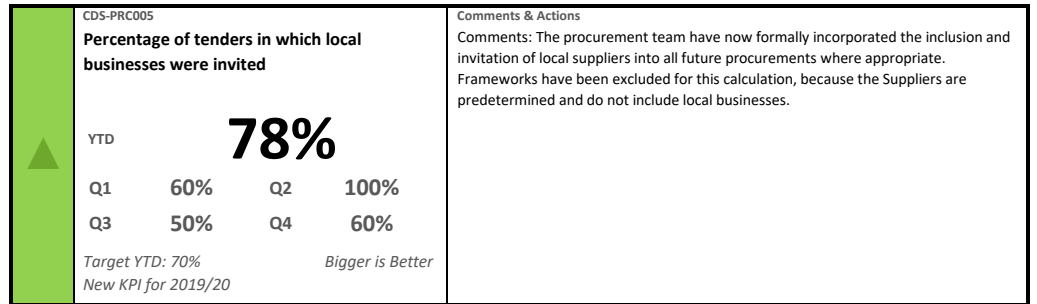 CDS-PRC005
Percentage of tenders in which local
businesses were invited
YTD 78%
Q1 60% Q2 100%
Q3 50% Q4 60%
Target YTD: 70% Bigger is Better
New KPI for 2019/20
Comments & Actions
Comments: The procurement team have now formally incorporated the inclusion and
invitation of local suppliers into all future procurements where appropriate.
Frameworks have been excluded for this calculation, because the Suppliers are
predetermined and do not include local businesses.